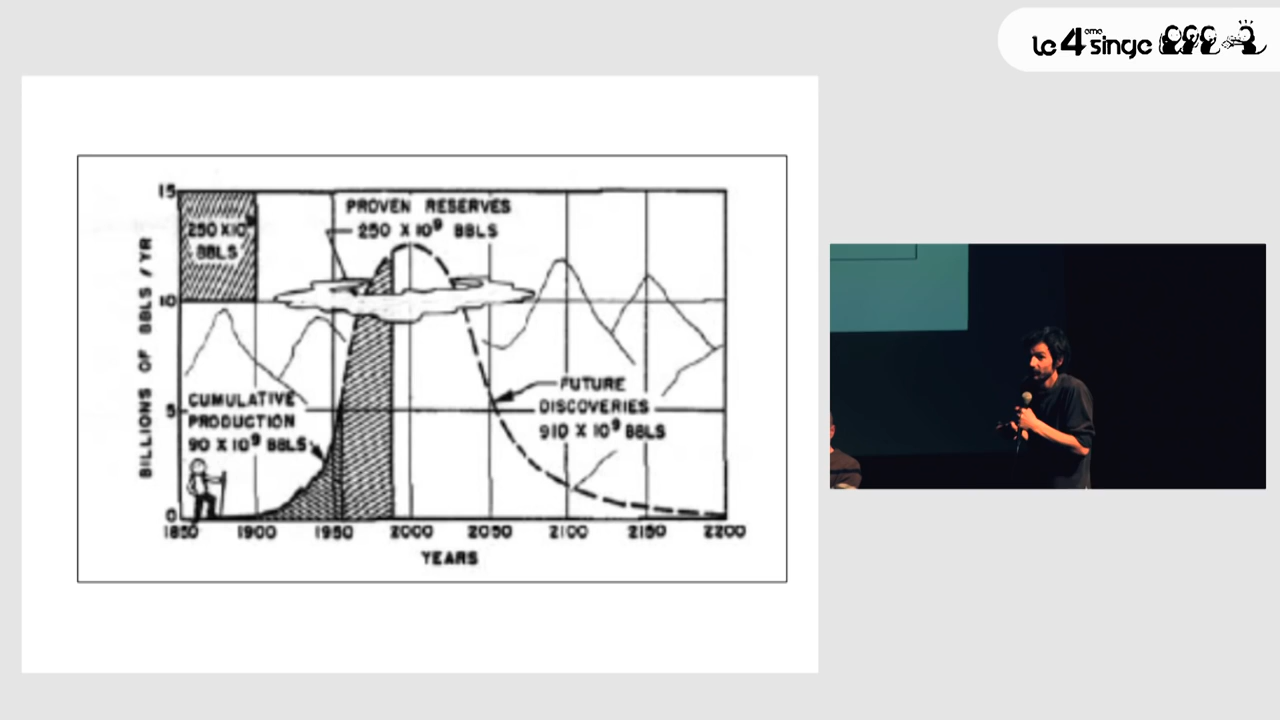 le 4ème singe
15
250 X 10⁹
BBLS
PROVEN RESERVES
250 X 10⁹ BBLS
10
BILLIONS OF BBLS / YR
CUMULATIVE
PRODUCTION
90 X 10⁹ BBLS
5
FUTURE
DISCOVERIES
910 X 10⁹ BBLS
0
1850 1900 1950 2000 2050 2100 2150 2200
YEARS